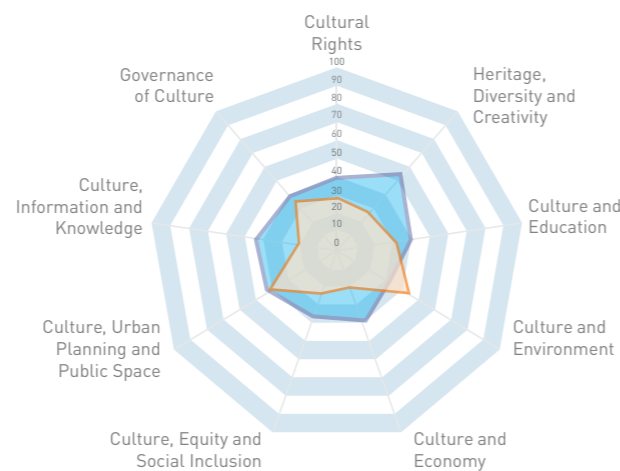 Cultural
Rights
100
90
80
70
60
50
40
30
20
10
0
Heritage,
Diversity and
Creativity
Culture and
Education
Culture and
Environment
Culture and
Economy
Culture, Equity and
Social Inclusion
Culture, Urban
Planning and
Public Space
Culture,
Information and
Knowledge
Governance
of Culture